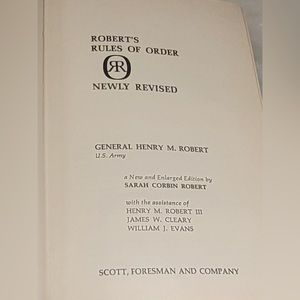 ROBERT'S
RULES OF ORDER
RR
NEWLY REVISED
GENERAL HENRY M. ROBERT
U.S. Army
a New and Enlarged Edition by
SARAH CORBIN ROBERT
with the assistance of
HENRY M. ROBERT III
JAMES W. CLEARY
WILLIAM J. EVANS
SCOTT, FORESMAN AND COMPANY